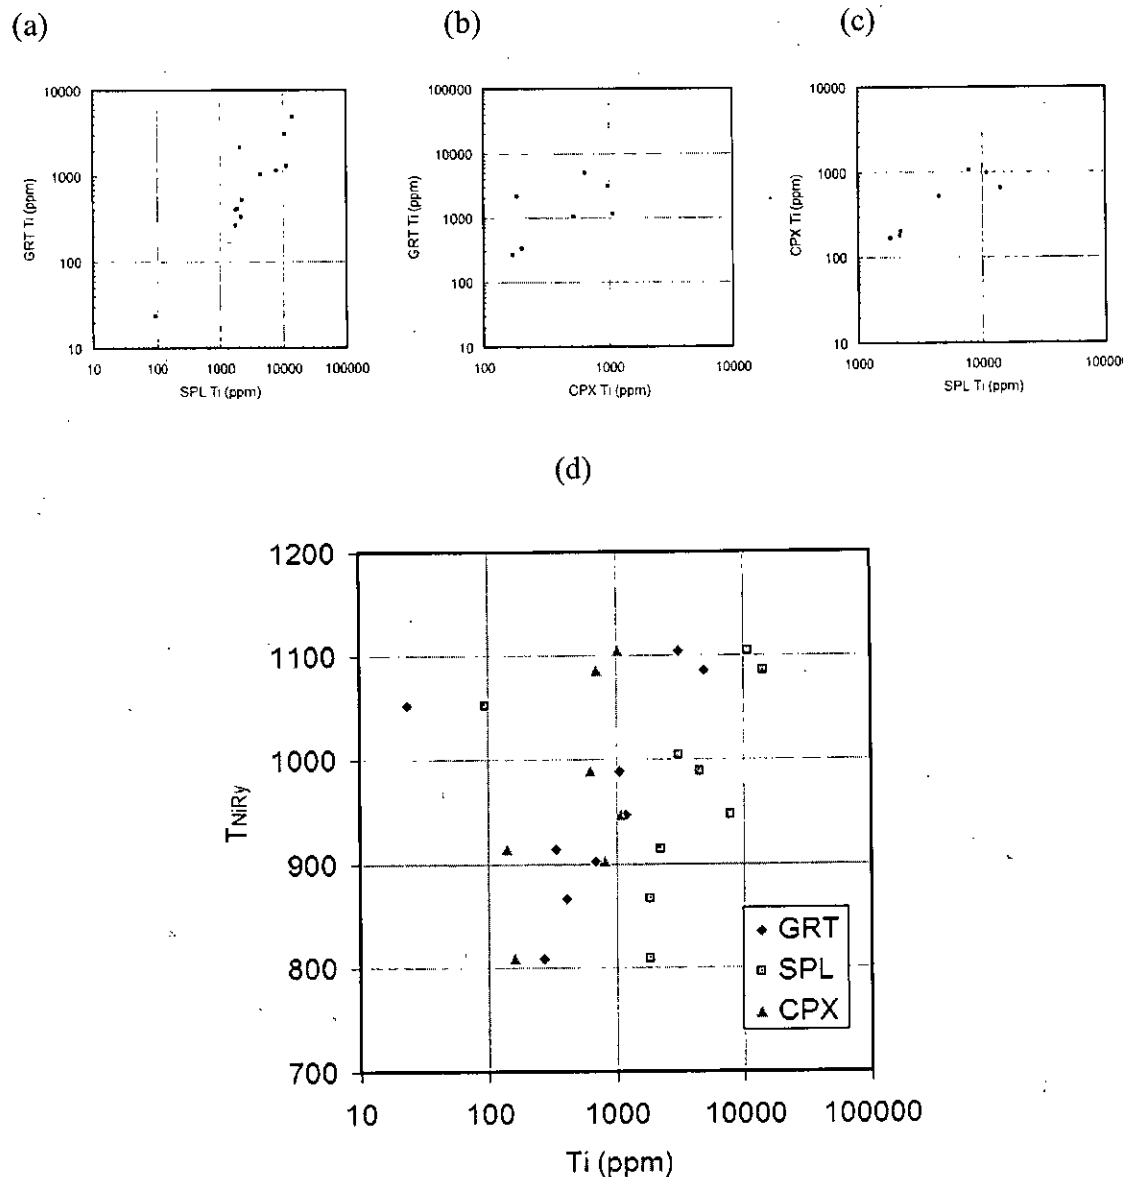 (a)
(b)
(c)
10000
1000
100
10
GRT Ti (ppm)
10 100 1000 10000 100000
SPL Ti (ppm)
100000
10000
1000
100
10
GRT Ti (ppm)
100 1000 10000
CPX Ti (ppm)
10000
1000
100
10
CPX Ti (ppm)
1000 10000 10000
SPL Ti (ppm)
(d)
1200
1100
1000
900
800
700
TNiRy
GRT
SPL
CPX
10 100 1000 10000 100000
Ti (ppm)